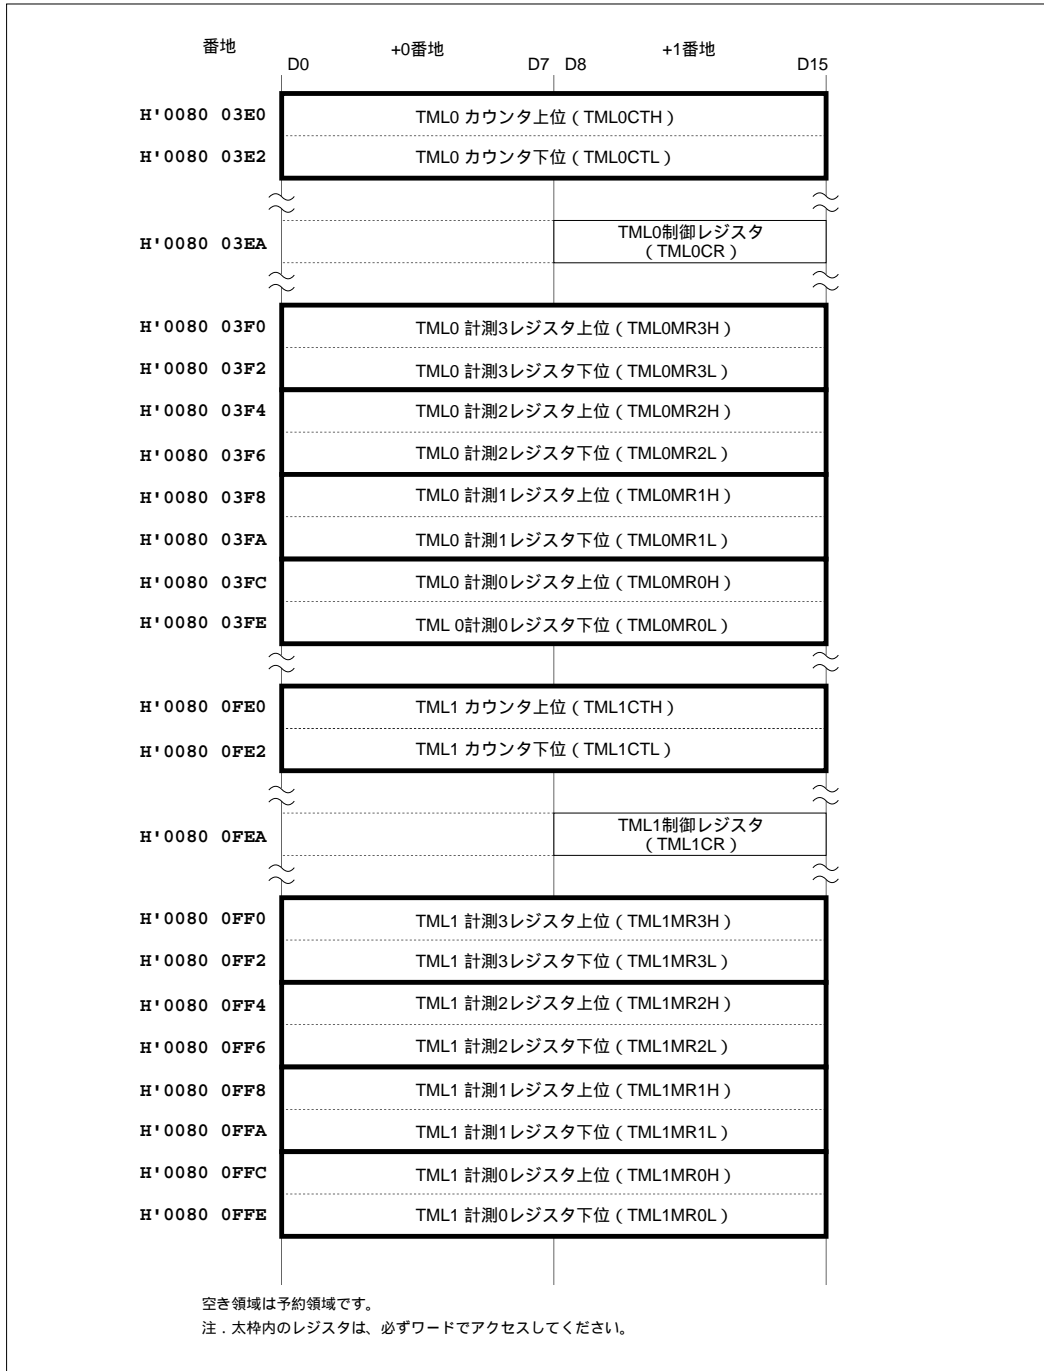 番地 +0番地 +1番地
D0 D7 D8 D15
H'0080 03E0 TML0 カウンタ上位（TML0CTH）
H'0080 03E2 TML0 カウンタ下位（TML0CTL）
H'0080 03EA TML0制御レジスタ
（TML0CR）
H'0080 03F0 TML0 計測3レジスタ上位（TML0MR3H）
H'0080 03F2 TML0 計測3レジスタ下位（TML0MR3L）
H'0080 03F4 TML0 計測2レジスタ上位（TML0MR2H）
H'0080 03F6 TML0 計測2レジスタ下位（TML0MR2L）
H'0080 03F8 TML0 計測1レジスタ上位（TML0MR1H）
H'0080 03FA TML0 計測1レジスタ下位（TML0MR1L）
H'0080 03FC TML0 計測0レジスタ上位（TML0MR0H）
H'0080 03FE TML 0計測0レジスタ下位（TML0MR0L）
H'0080 0FE0 TML1 カウンタ上位（TML1CTH）
H'0080 0FE2 TML1 カウンタ下位（TML1CTL）
H'0080 0FEA TML1制御レジスタ
（TML1CR）
H'0080 0FF0 TML1 計測3レジスタ上位（TML1MR3H）
H'0080 0FF2 TML1 計測3レジスタ下位（TML1MR3L）
H'0080 0FF4 TML1 計測2レジスタ上位（TML1MR2H）
H'0080 0FF6 TML1 計測2レジスタ下位（TML1MR2L）
H'0080 0FF8 TML1 計測1レジスタ上位（TML1MR1H）
H'0080 0FFA TML1 計測1レジスタ下位（TML1MR1L）
H'0080 0FFC TML1 計測0レジスタ上位（TML1MR0H）
H'0080 0FFE TML1 計測0レジスタ下位（TML1MR0L）
空き領域は予約領域です。
注．太枠内のレジスタは、必ずワードでアクセスしてください。